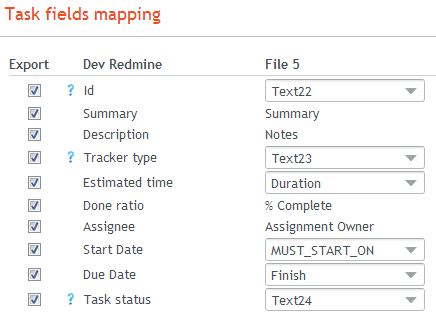 Task fields mapping
Export Dev Redmine File 5
? Id Text22
Summary Summary
Description Notes
? Tracker type Text23
Estimated time Duration
Done ratio % Complete
Assignee Assignment Owner
Start Date MUST_START_ON
Due Date Finish
? Task status Text24